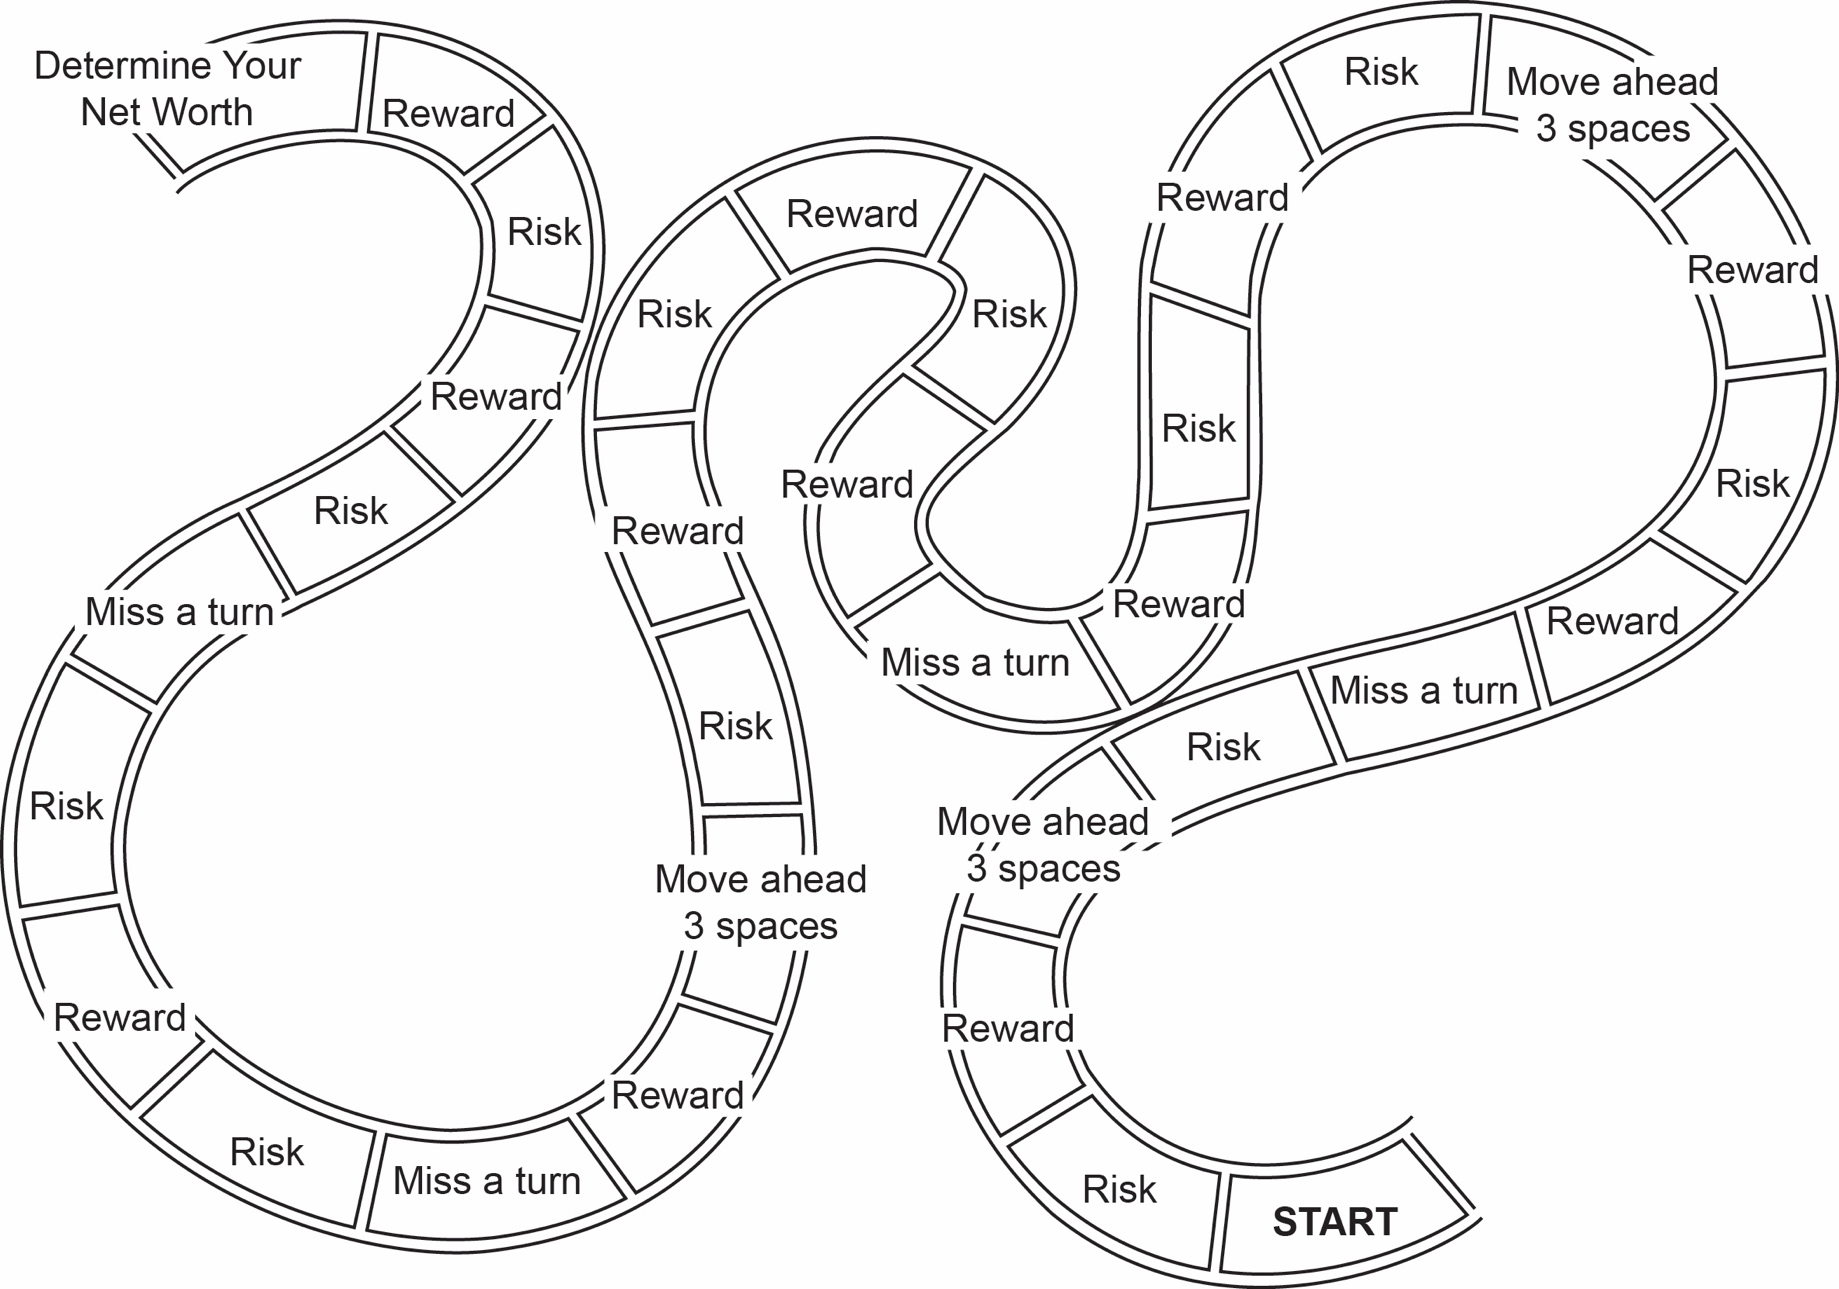 START
Risk
Reward
Move ahead
3 spaces
Risk
Miss a turn
Reward
Risk
Reward
Move ahead
3 spaces
Risk
Reward
Risk
Reward
Miss a turn
Reward
Risk
Reward
Risk
Reward
Risk
Move ahead
3 spaces
Reward
Miss a turn
Risk
Reward
Risk
Miss a turn
Risk
Reward
Risk
Reward
Determine Your
Net Worth